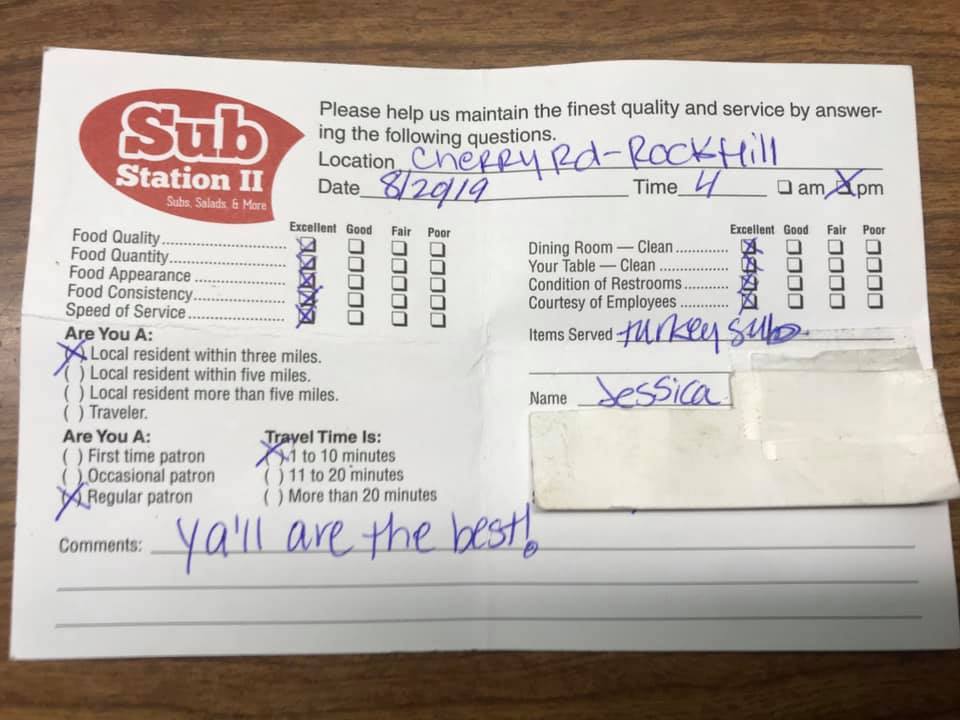 Sub
Station II
Subs, Salads, & More
Please help us maintain the finest quality and service by answer-
ing the following questions.
Location Cherry Rd-Rock Hill
Date 8/20/19 Time 4 am pm
Excellent Good Fair Poor
Food Quality
Food Quantity
Food Appearance
Food Consistency
Speed of Service
Excellent Good Fair Poor
Dining Room — Clean
Your Table — Clean
Condition of Restrooms
Courtesy of Employees
Items Served turkey sub
Name Jessica
Are You A:
Local resident within three miles.
( ) Local resident within five miles.
( ) Local resident more than five miles.
( ) Traveler.
Are You A:
( ) First time patron
( ) Occasional patron
Regular patron
Travel Time Is:
1 to 10 minutes
( ) 11 to 20 minutes
( ) More than 20 minutes
Comments: Ya'll are the best!